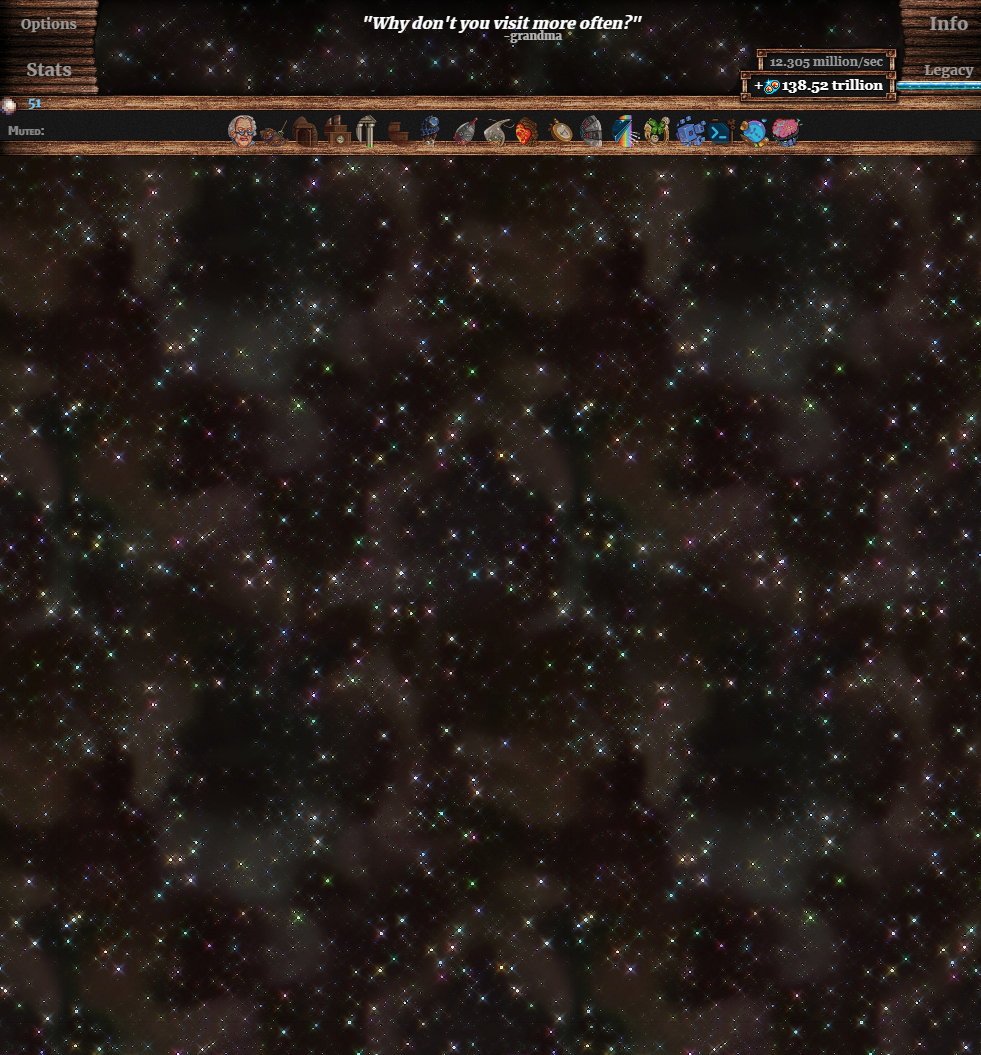 Options
"Why don't you visit more often?"
-grandma
Info
Stats
12.305 million/sec
+138.52 trillion
Legacy
51
Muted: